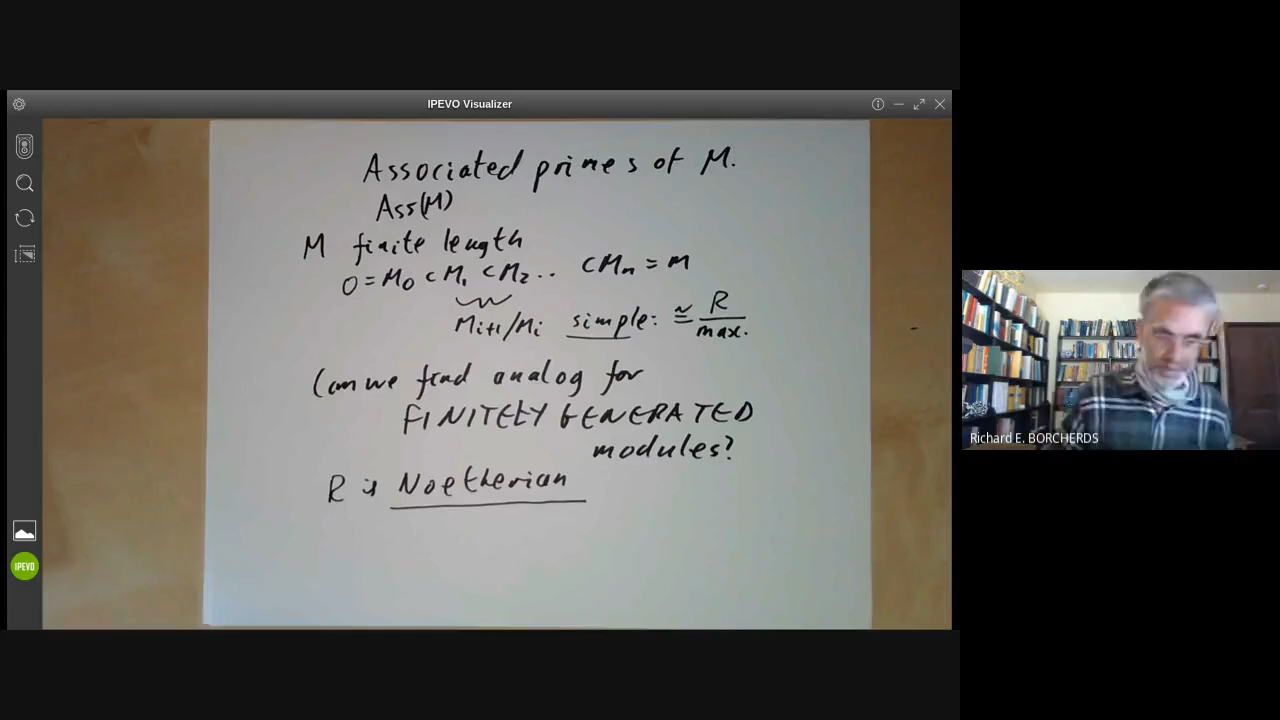 IPEVO Visualizer
Associated primes of M.
Ass(M)
M finite length
0 = M₀ ⊂ M₁ ⊂ M₂ .. ⊂ Mₙ = M
Mᵢ₊₁/Mᵢ simple: ≅ R/max.
Can we find analog for
FINITELY GENERATED
modules?
R is Noetherian
IPEVO
Richard E. BORCHERDS